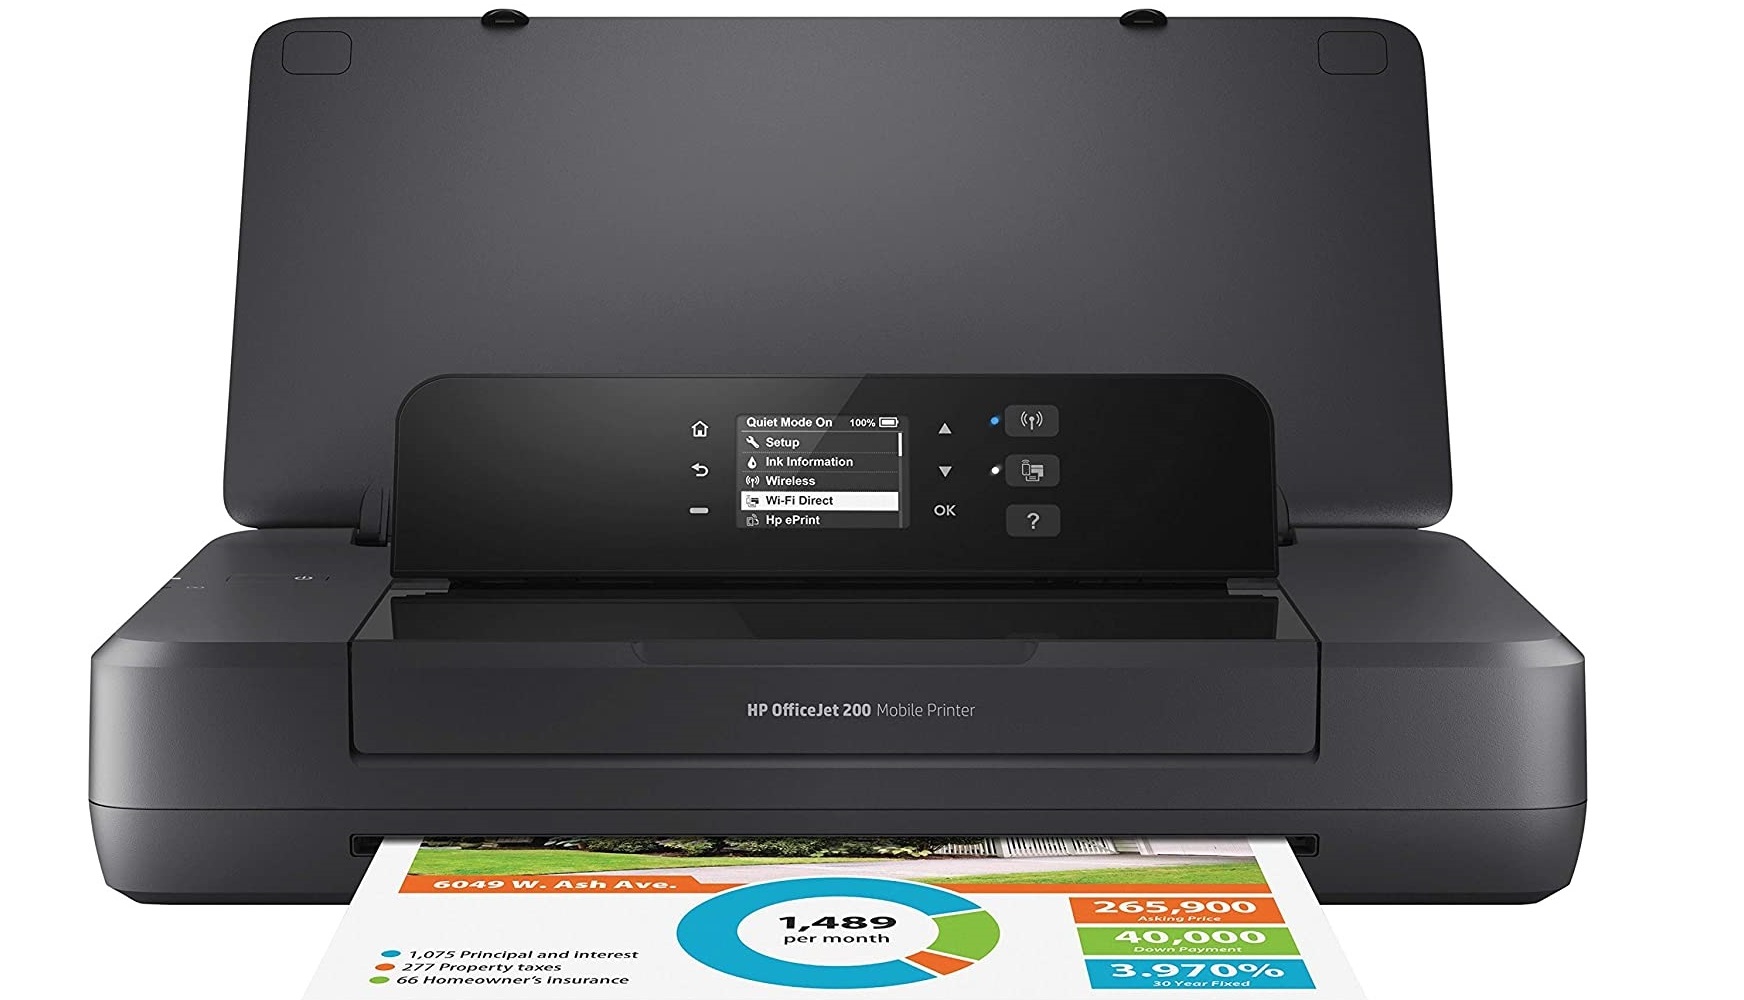 Quiet Mode On 100%
Setup
Ink Information
Wireless
Wi-Fi Direct
Hp ePrint
OK
?
HP OfficeJet 200 Mobile Printer
6049 W. Ash Ave.
1,489
per month
1,075 Principal and interest
277 Property taxes
66 Homeowner's insurance
265,900
Asking Price
40,000
Down Payment
3.970%
30 Year Fixed